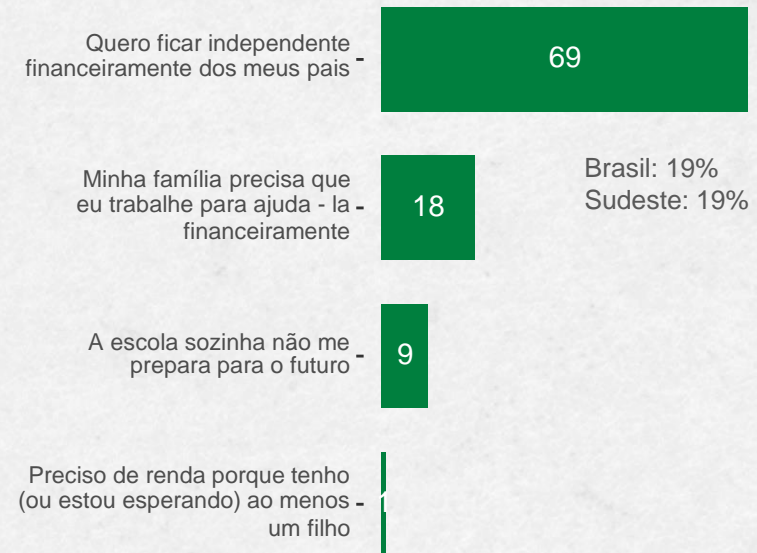 Quero ficar independente
financeiramente dos meus pais
69
Minha família precisa que
eu trabalhe para ajuda - la
financeiramente
18
Brasil: 19%
Sudeste: 19%
A escola sozinha não me
prepara para o futuro
9
Preciso de renda porque tenho
(ou estou esperando) ao menos
um filho
1